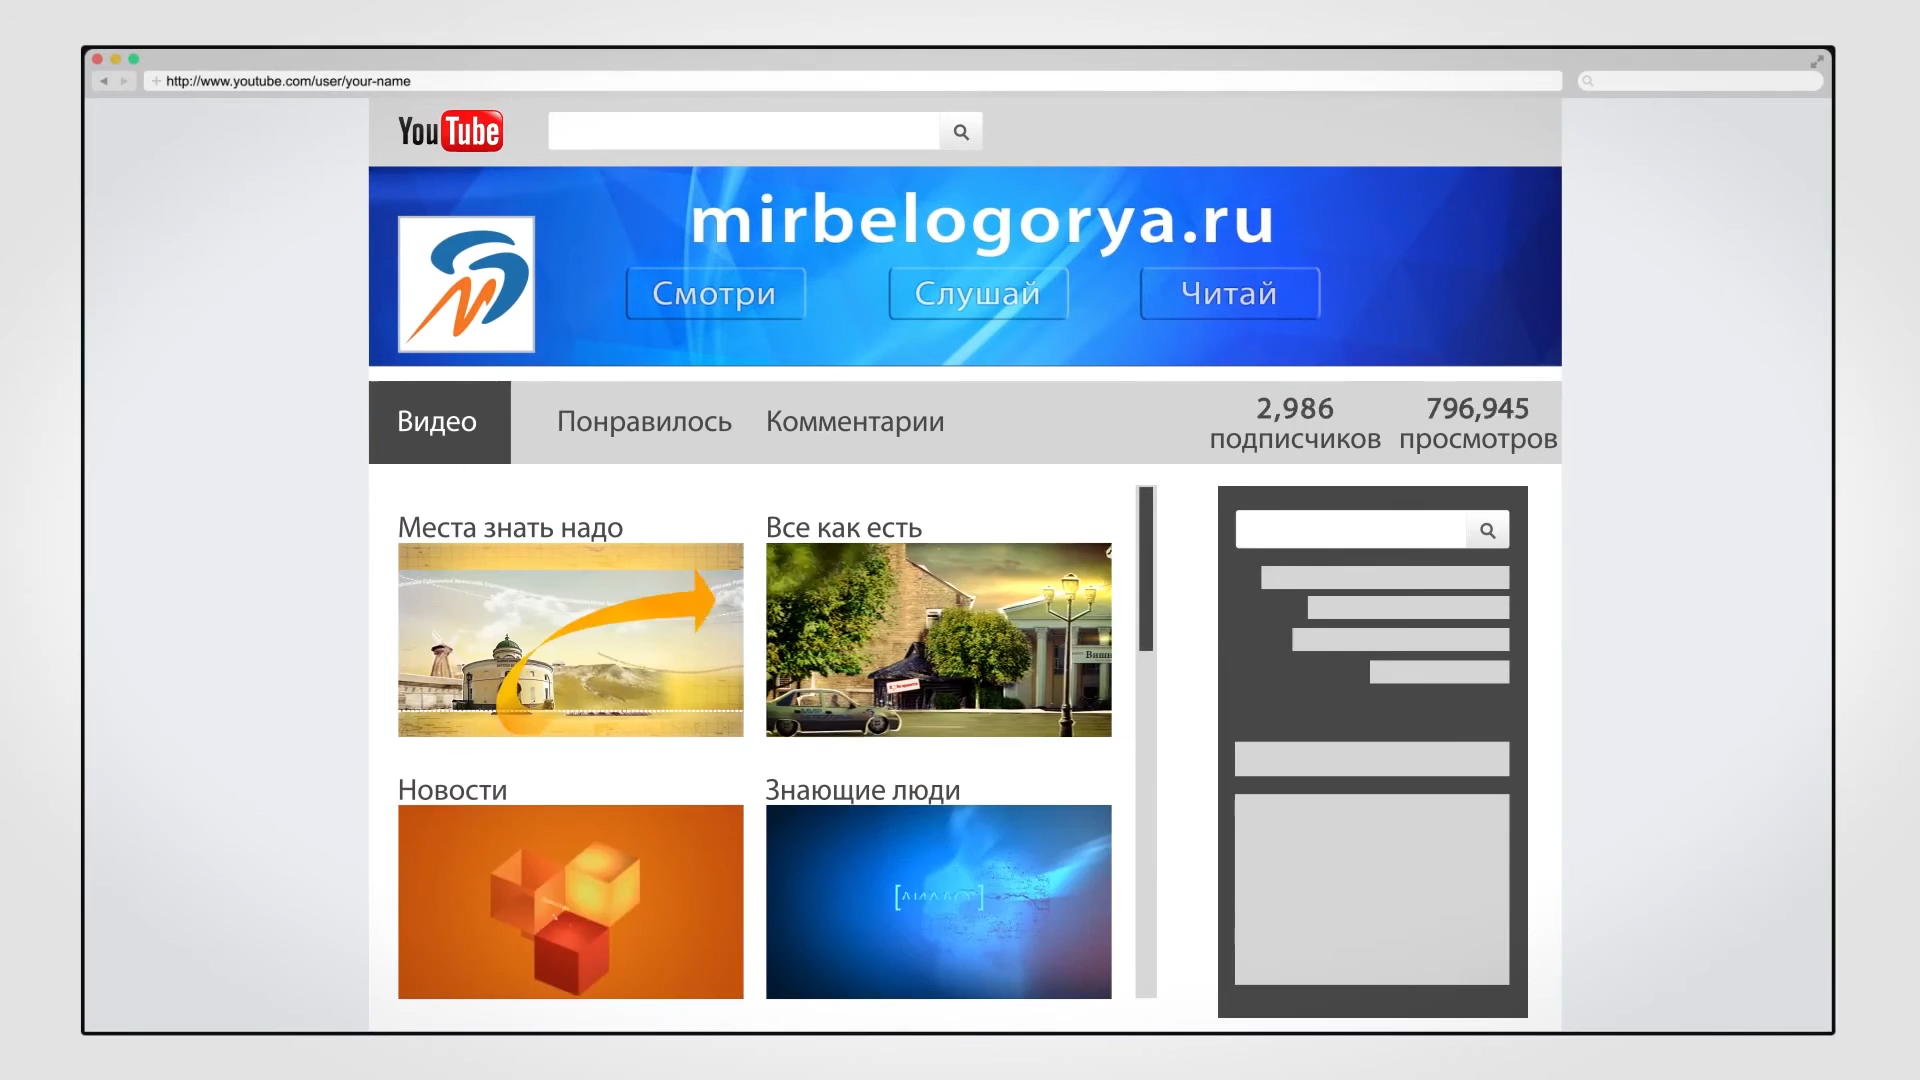 http://www.youtube.com/user/your-name
YouTube
mirbelogorya.ru
Смотри
Слушай
Читай
Видео
Понравилось
Комментарии
2,986
подписчиков
796,945
просмотров
Места знать надо
Все как есть
Новости
Знающие люди